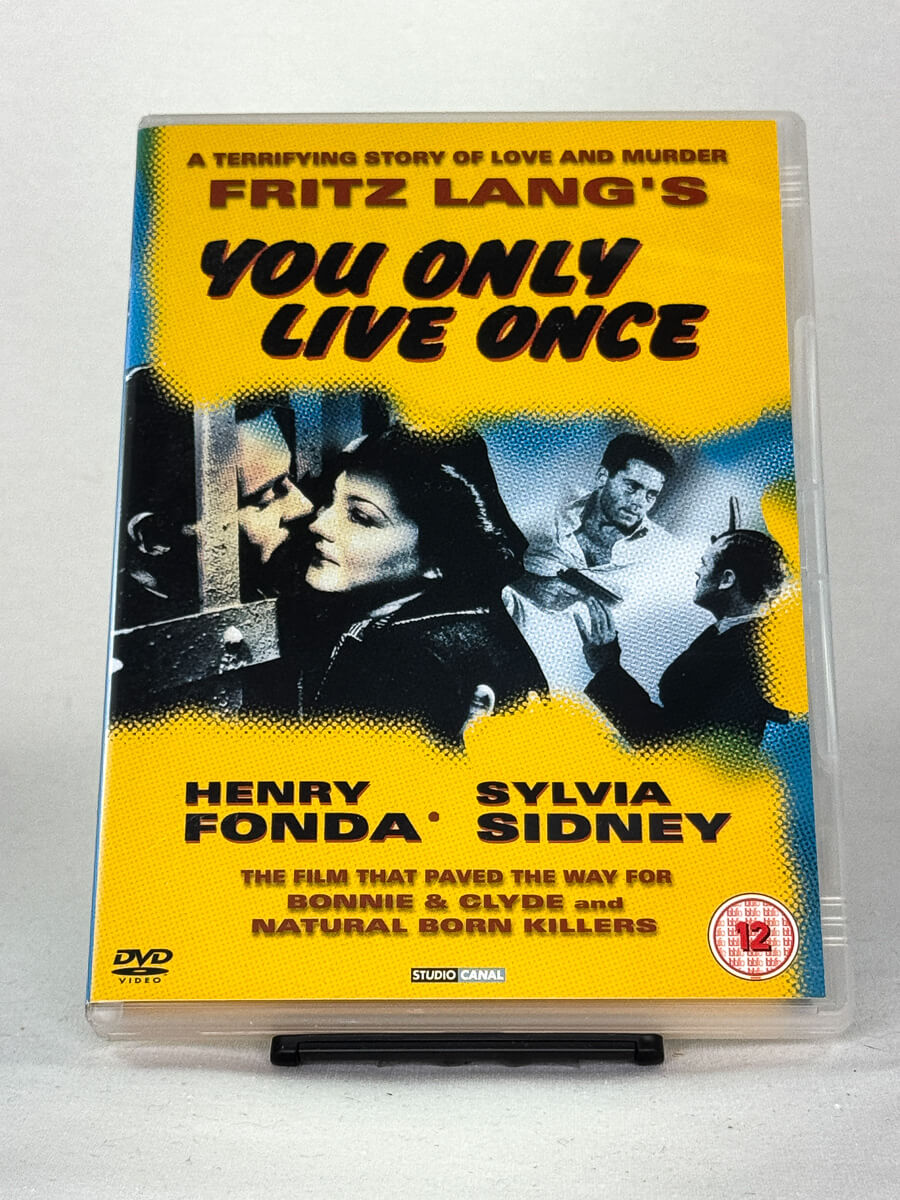 A TERRIFYING STORY OF LOVE AND MURDER
FRITZ LANG'S
YOU ONLY
LIVE ONCE
HENRY
FONDA ·
SYLVIA
SIDNEY
THE FILM THAT PAVED THE WAY FOR
BONNIE & CLYDE and
NATURAL BORN KILLERS
12
DVD
VIDEO
STUDIO CANAL